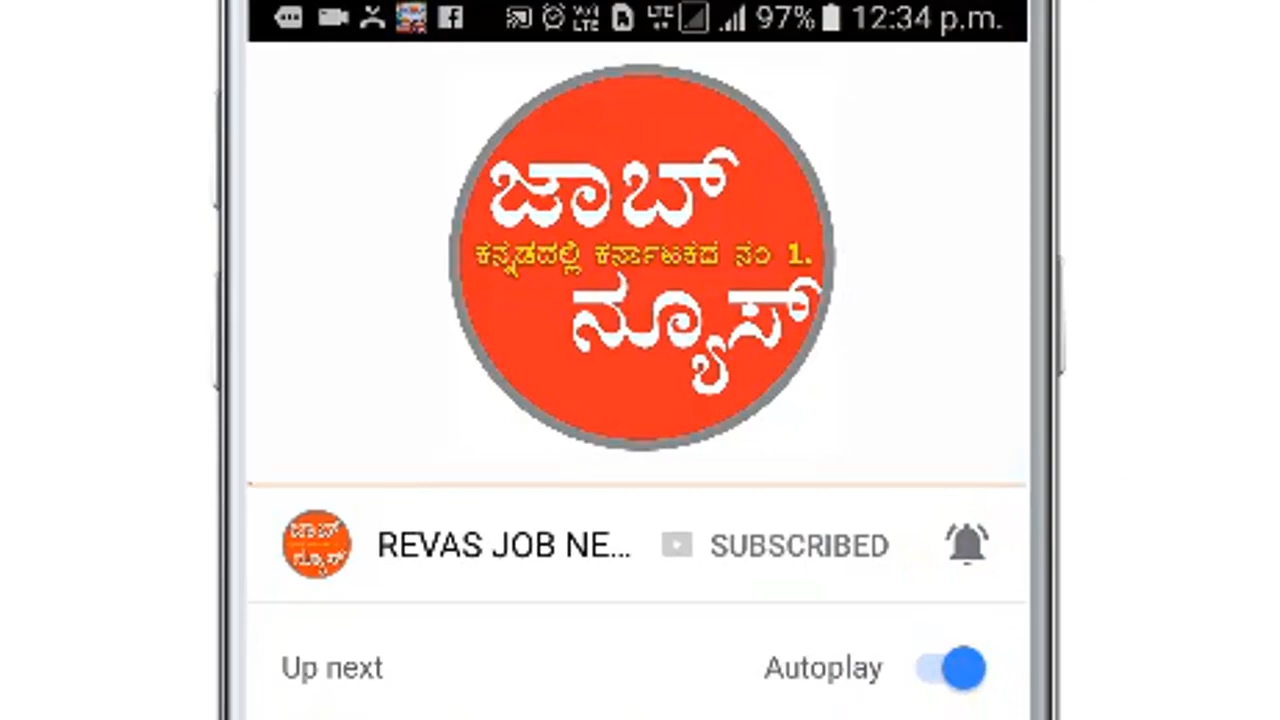 97% 12:34 p.m.
ಜಾಬ್
ಕನ್ನಡದಲ್ಲಿ ಕರ್ನಾಟಕದ ನಂ 1.
ನ್ಯೂಸ್
ಜಾಬ್
ನ್ಯೂಸ್
REVAS JOB NE... SUBSCRIBED
Up next Autoplay